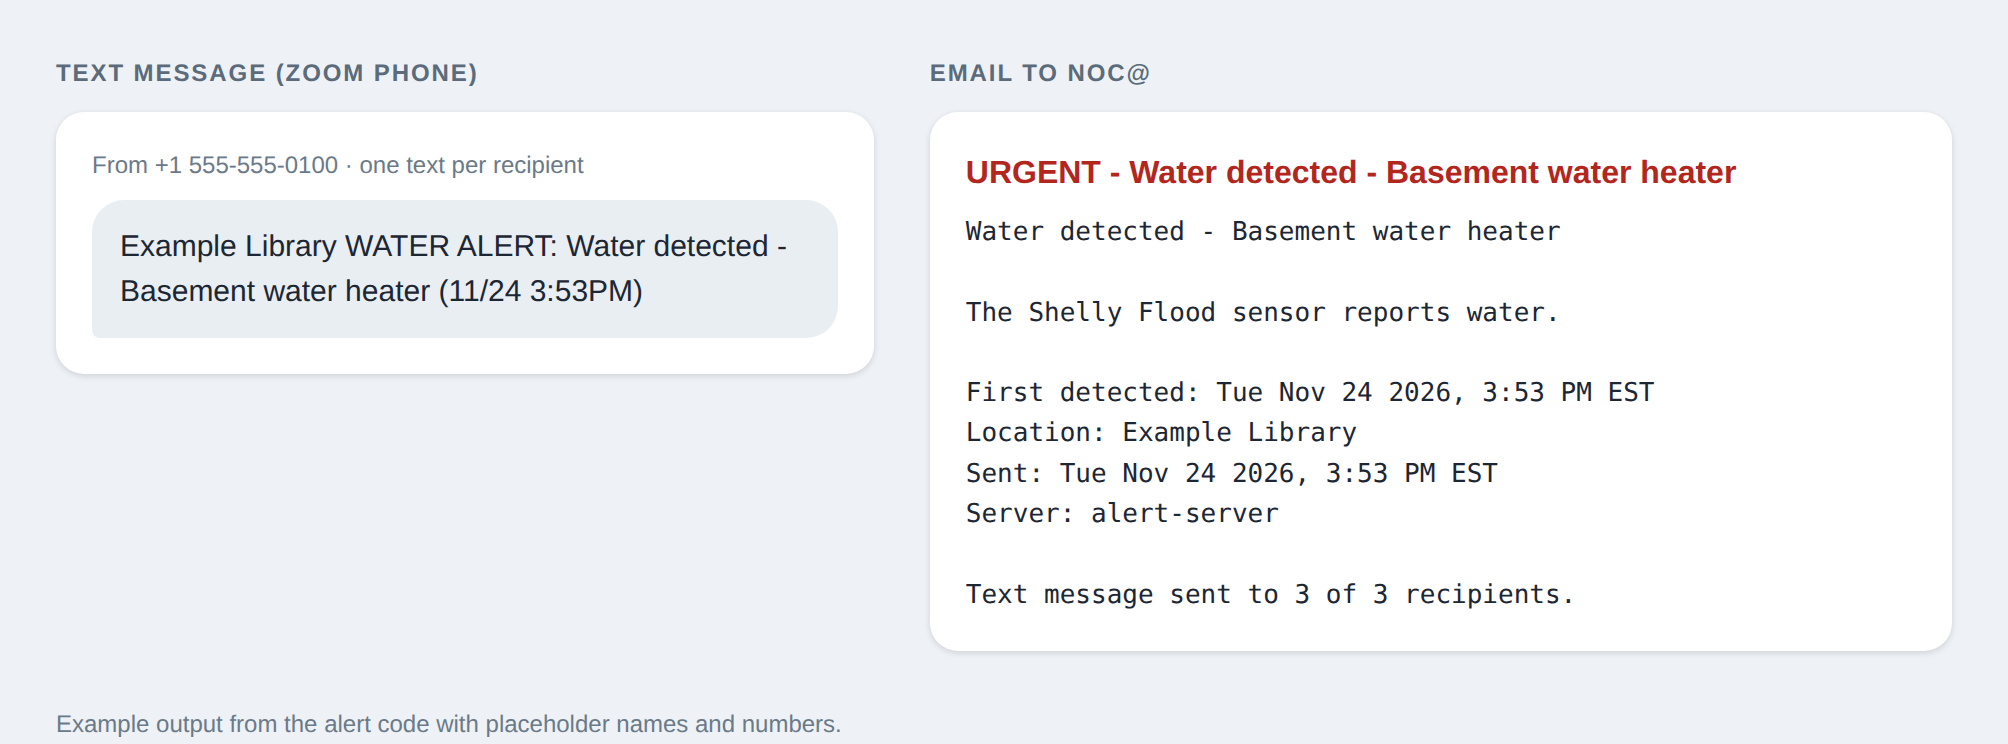 TEXT MESSAGE (ZOOM PHONE)
From +1 555-555-0100 · one text per recipient
Example Library WATER ALERT: Water detected -
Basement water heater (11/24 3:53PM)
EMAIL TO NOC@
URGENT - Water detected - Basement water heater
Water detected - Basement water heater
The Shelly Flood sensor reports water.
First detected: Tue Nov 24 2026, 3:53 PM EST
Location: Example Library
Sent: Tue Nov 24 2026, 3:53 PM EST
Server: alert-server
Text message sent to 3 of 3 recipients.
Example output from the alert code with placeholder names and numbers.